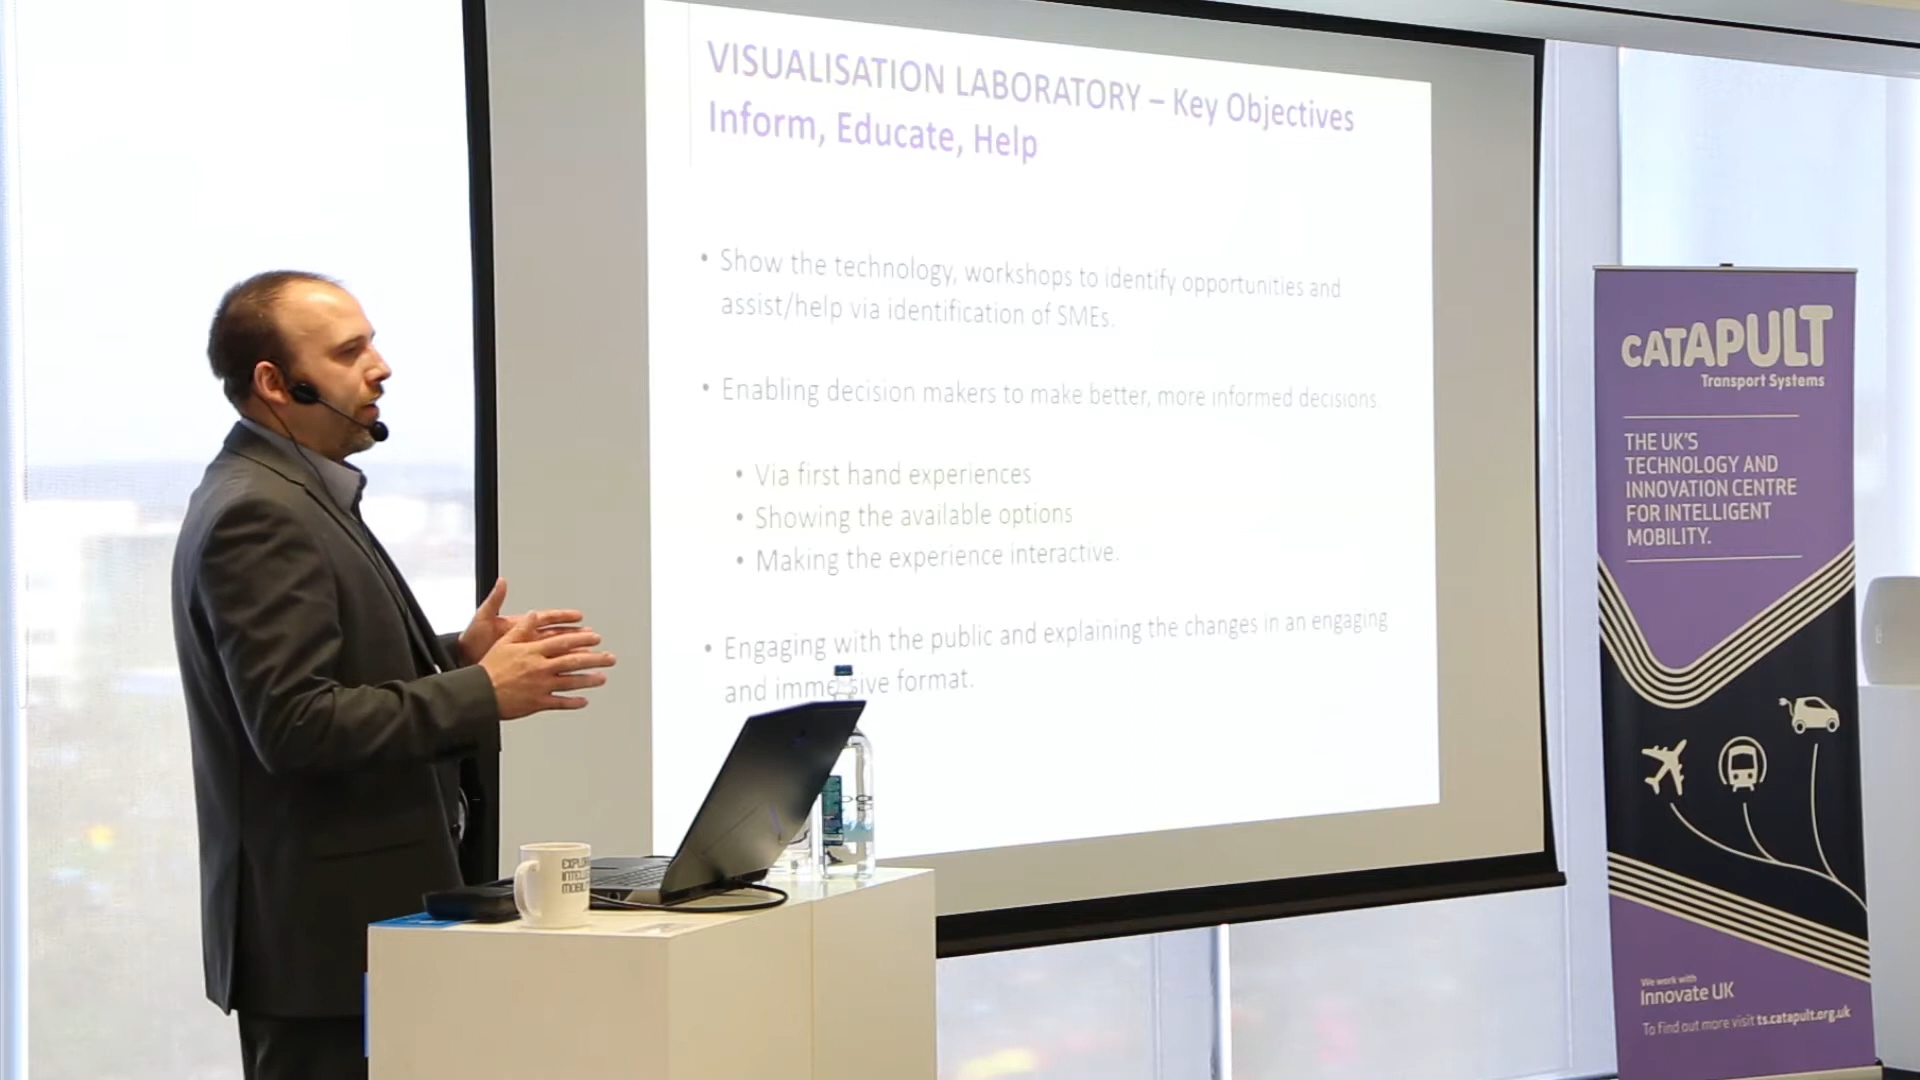 VISUALISATION LABORATORY – Key Objectives
Inform, Educate, Help
• Show the technology, workshops to identify opportunities and
assist/help via identification of SMEs.
• Enabling decision makers to make better, more informed decisions.
• Via first hand experiences
• Showing the available options
• Making the experience interactive.
• Engaging with the public and explaining the changes in an engaging
and immersive format.
CATAPULT
Transport Systems
THE UK'S
TECHNOLOGY AND
INNOVATION CENTRE
FOR INTELLIGENT
MOBILITY.
We work with
Innovate UK
To find out more visit ts.catapult.org.uk